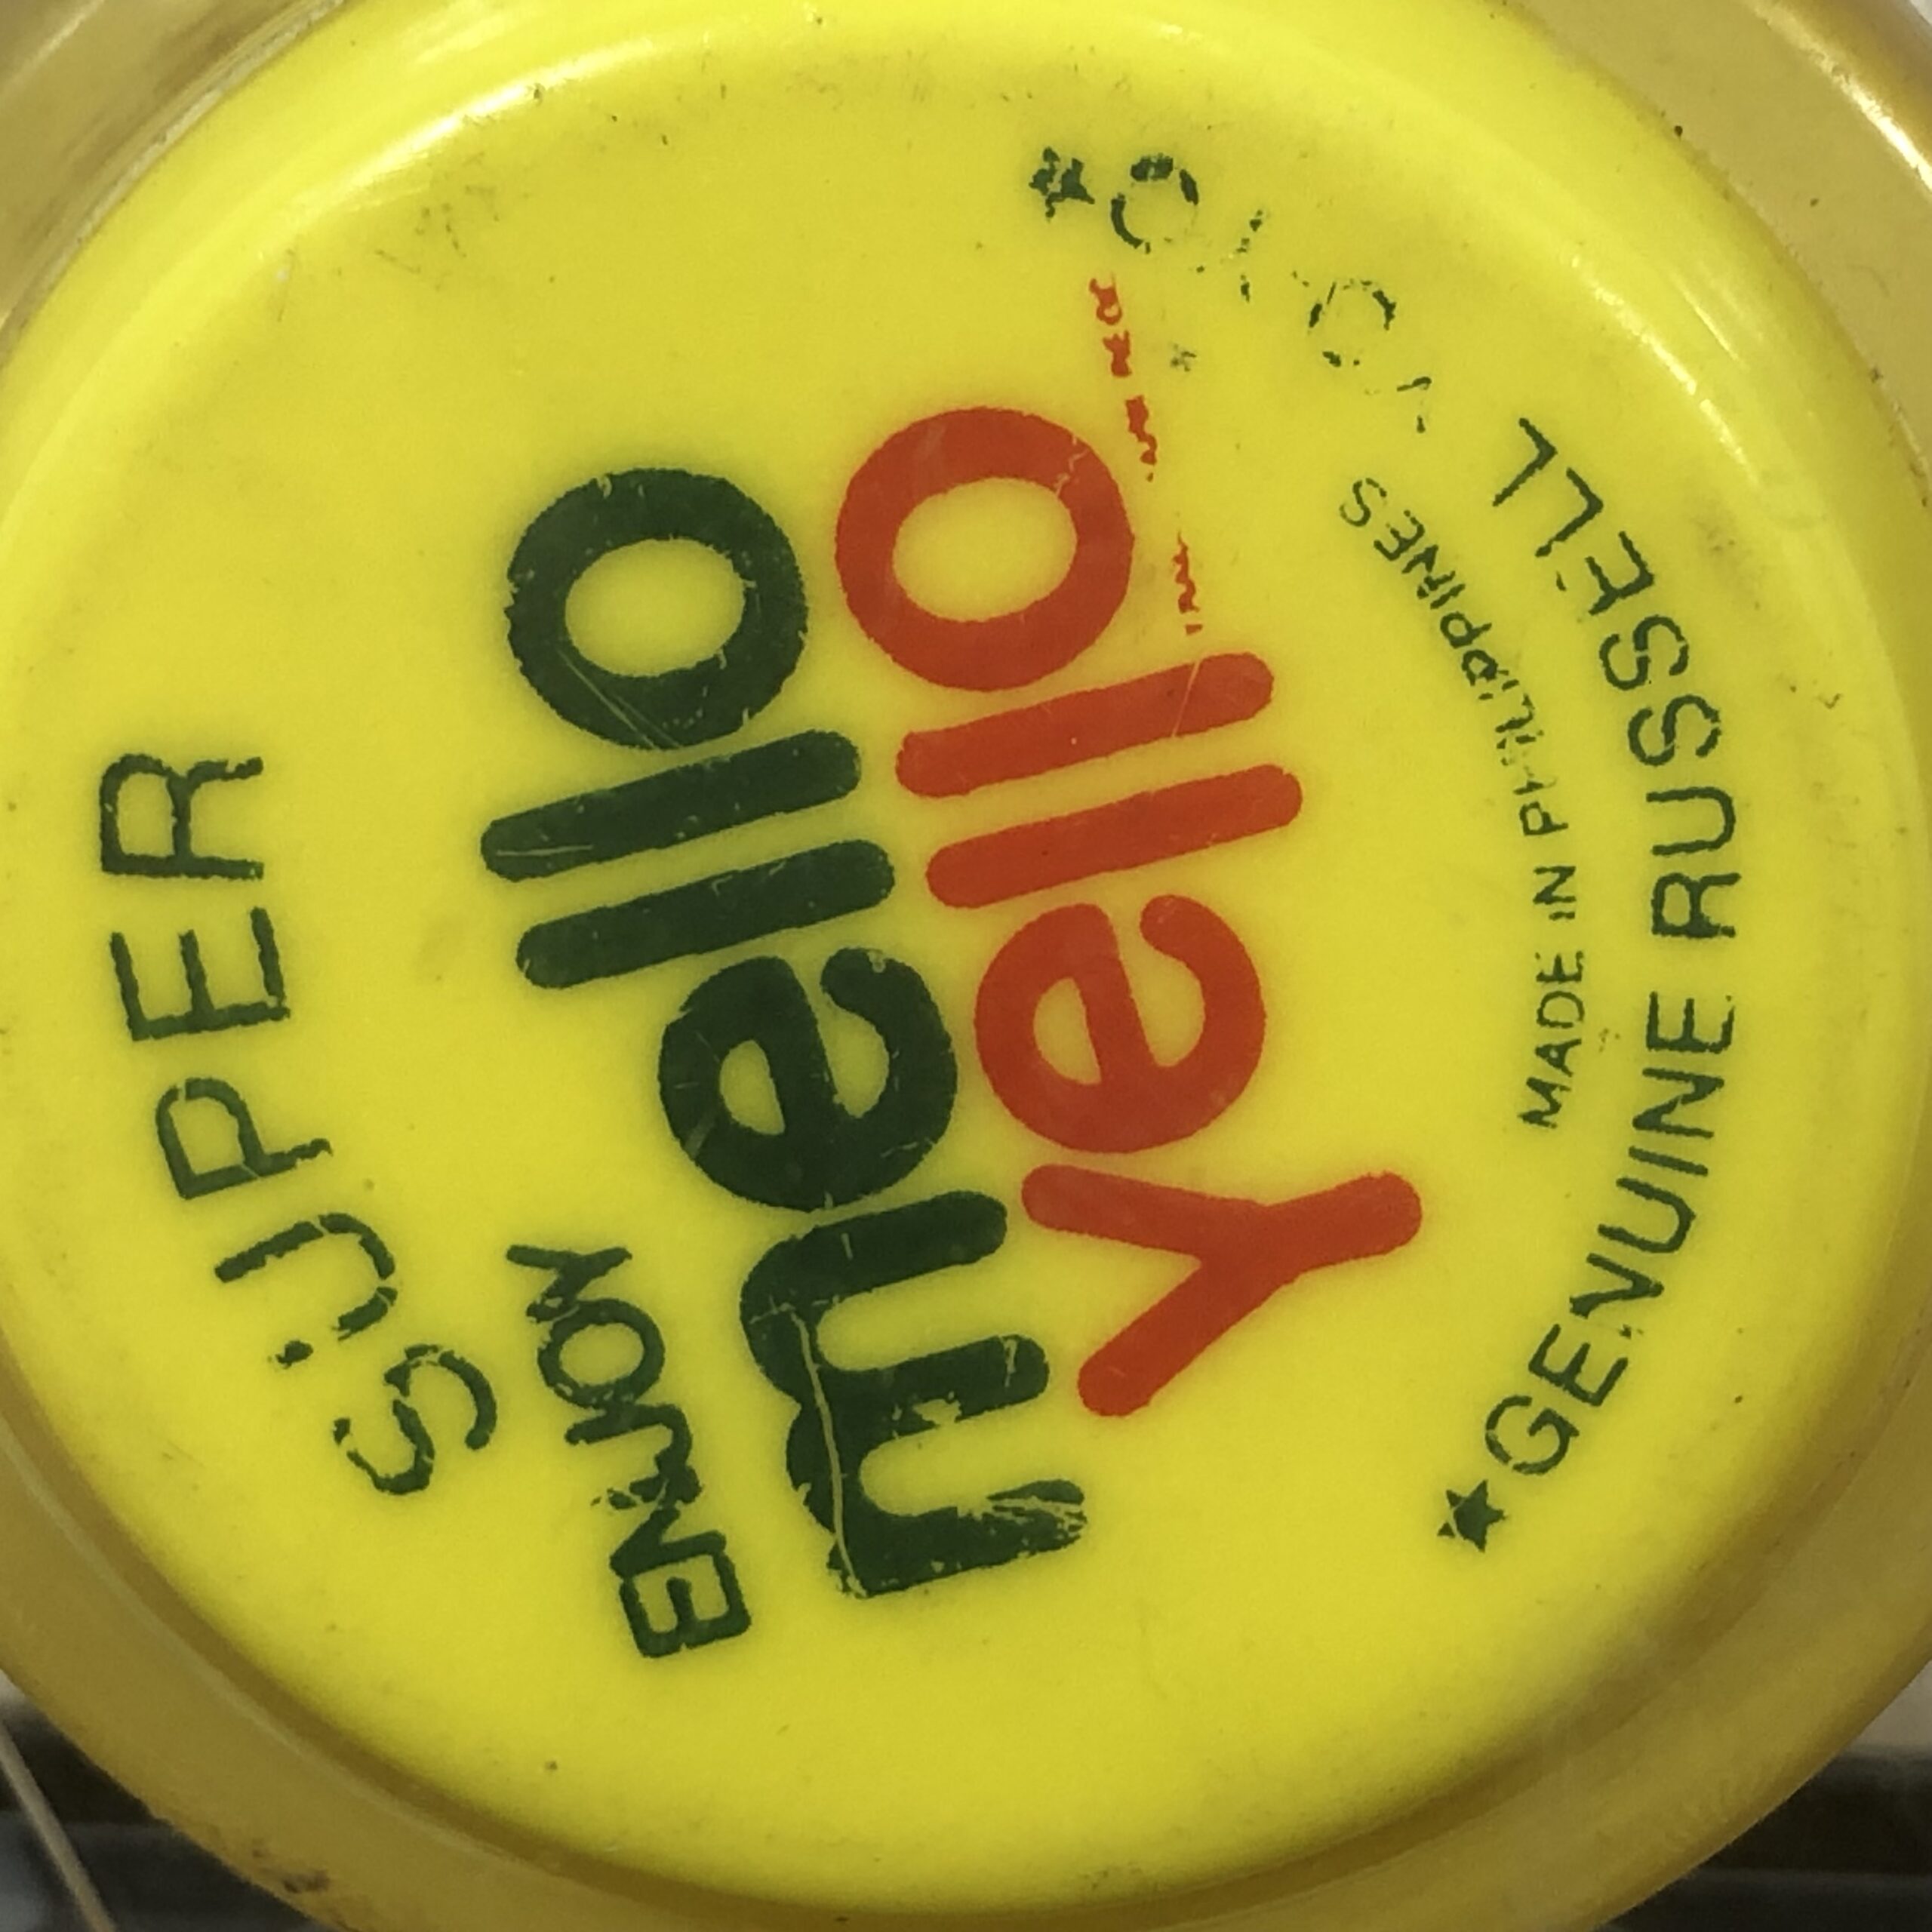 SUPER
ENJOY
mello
yello
MADE IN PHILIPPINES
★GENUINE RUSSELL YO-YO★